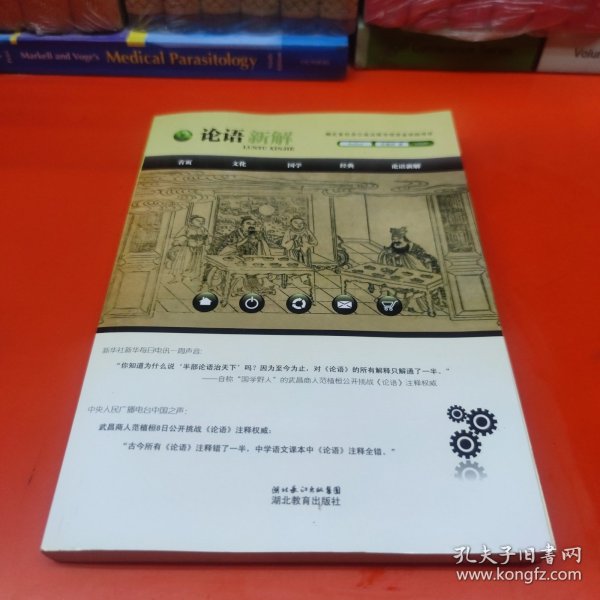 Markell and Voge's Medical Parasitology
论语 新解
LUNYU XINJIE
首页 文化 国学 经典 论语新解
新华社新华每日电讯一周声音:
“你知道为什么说‘半部论语治天下’吗？因为至今为止，对《论语》的所有解释只解通了一半。”
——自称“国学野人”的武昌商人范植桓公开挑战《论语》注释权威
中央人民广播电台中国之声:
武昌商人范植桓8日公开挑战《论语》注释权威:
“古今所有《论语》注释错了一半，中学语文课本中《论语》注释全错。”
湖北长江出版集团
湖北教育出版社
孔夫子旧书网
www.kongfz.com